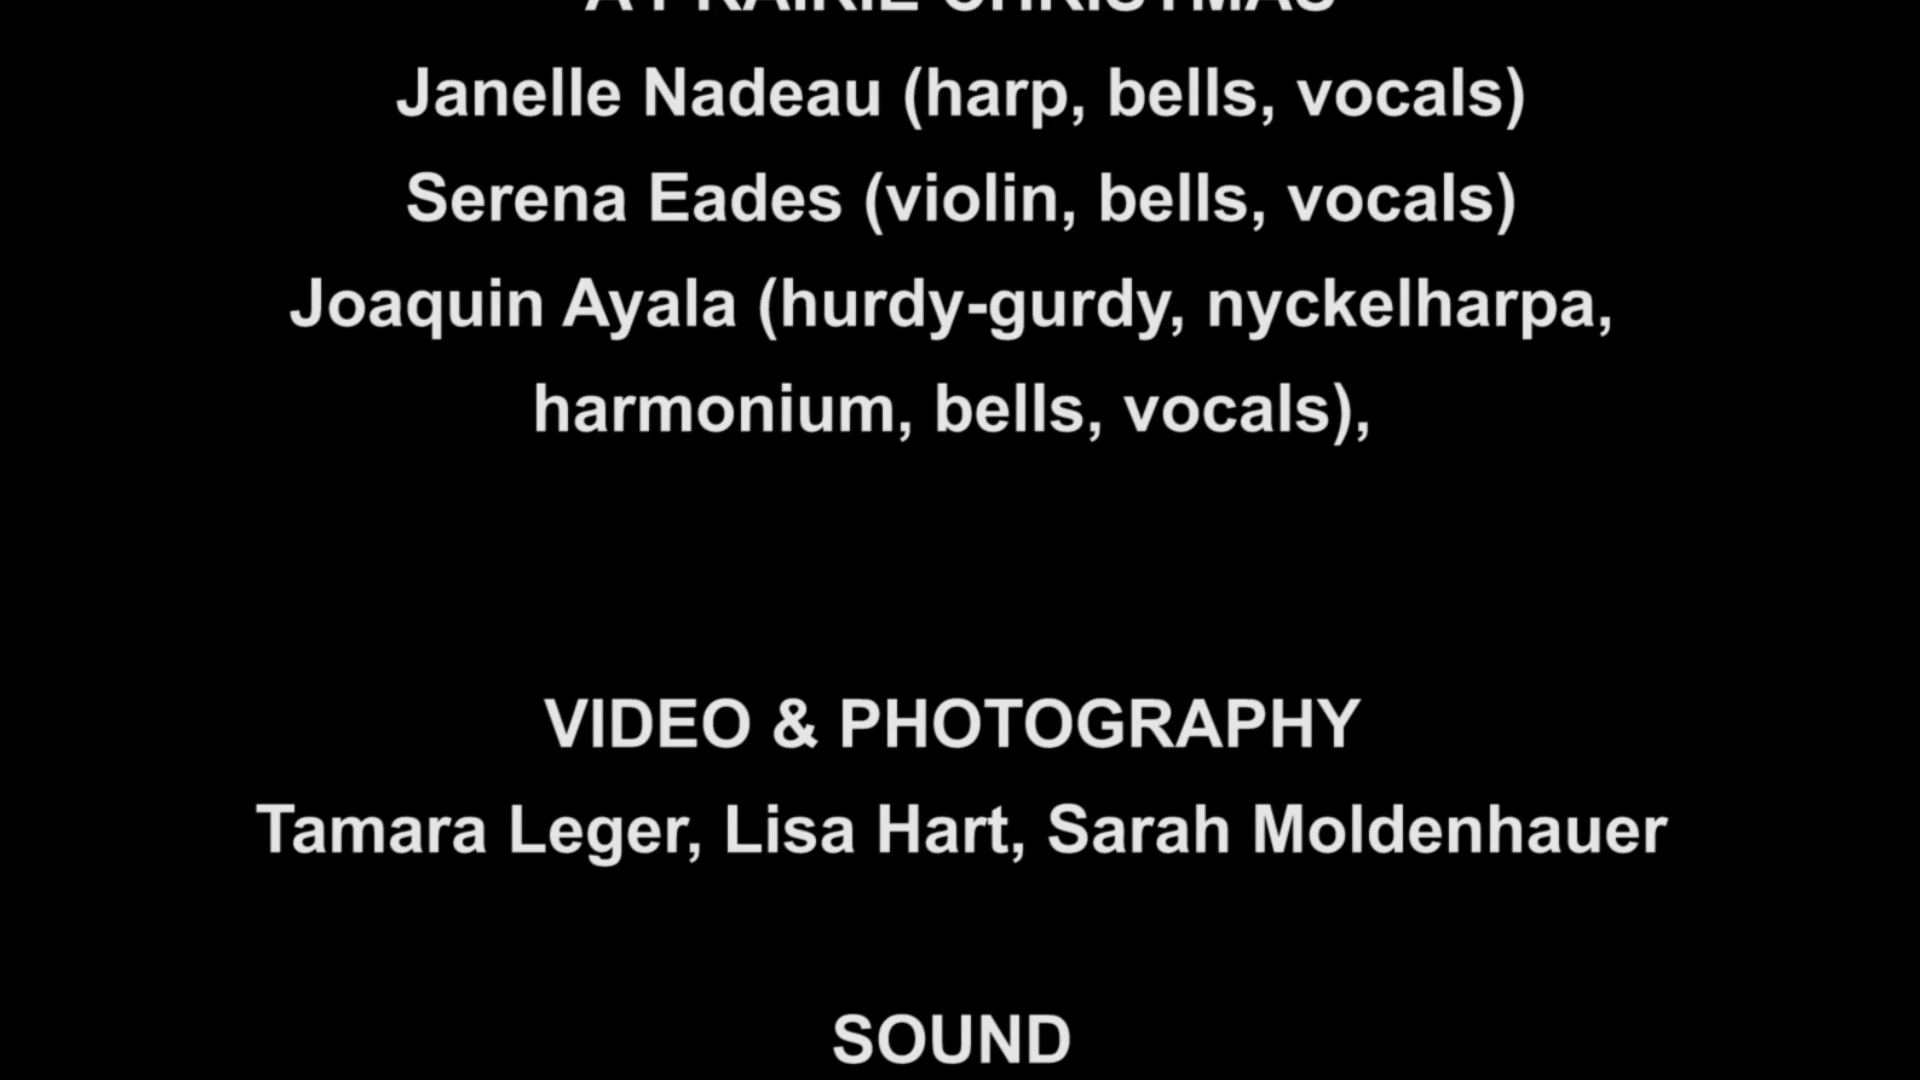 A PRAIRIE CHRISTMAS
Janelle Nadeau (harp, bells, vocals)
Serena Eades (violin, bells, vocals)
Joaquin Ayala (hurdy-gurdy, nyckelharpa,
harmonium, bells, vocals),
VIDEO & PHOTOGRAPHY
Tamara Leger, Lisa Hart, Sarah Moldenhauer
SOUND